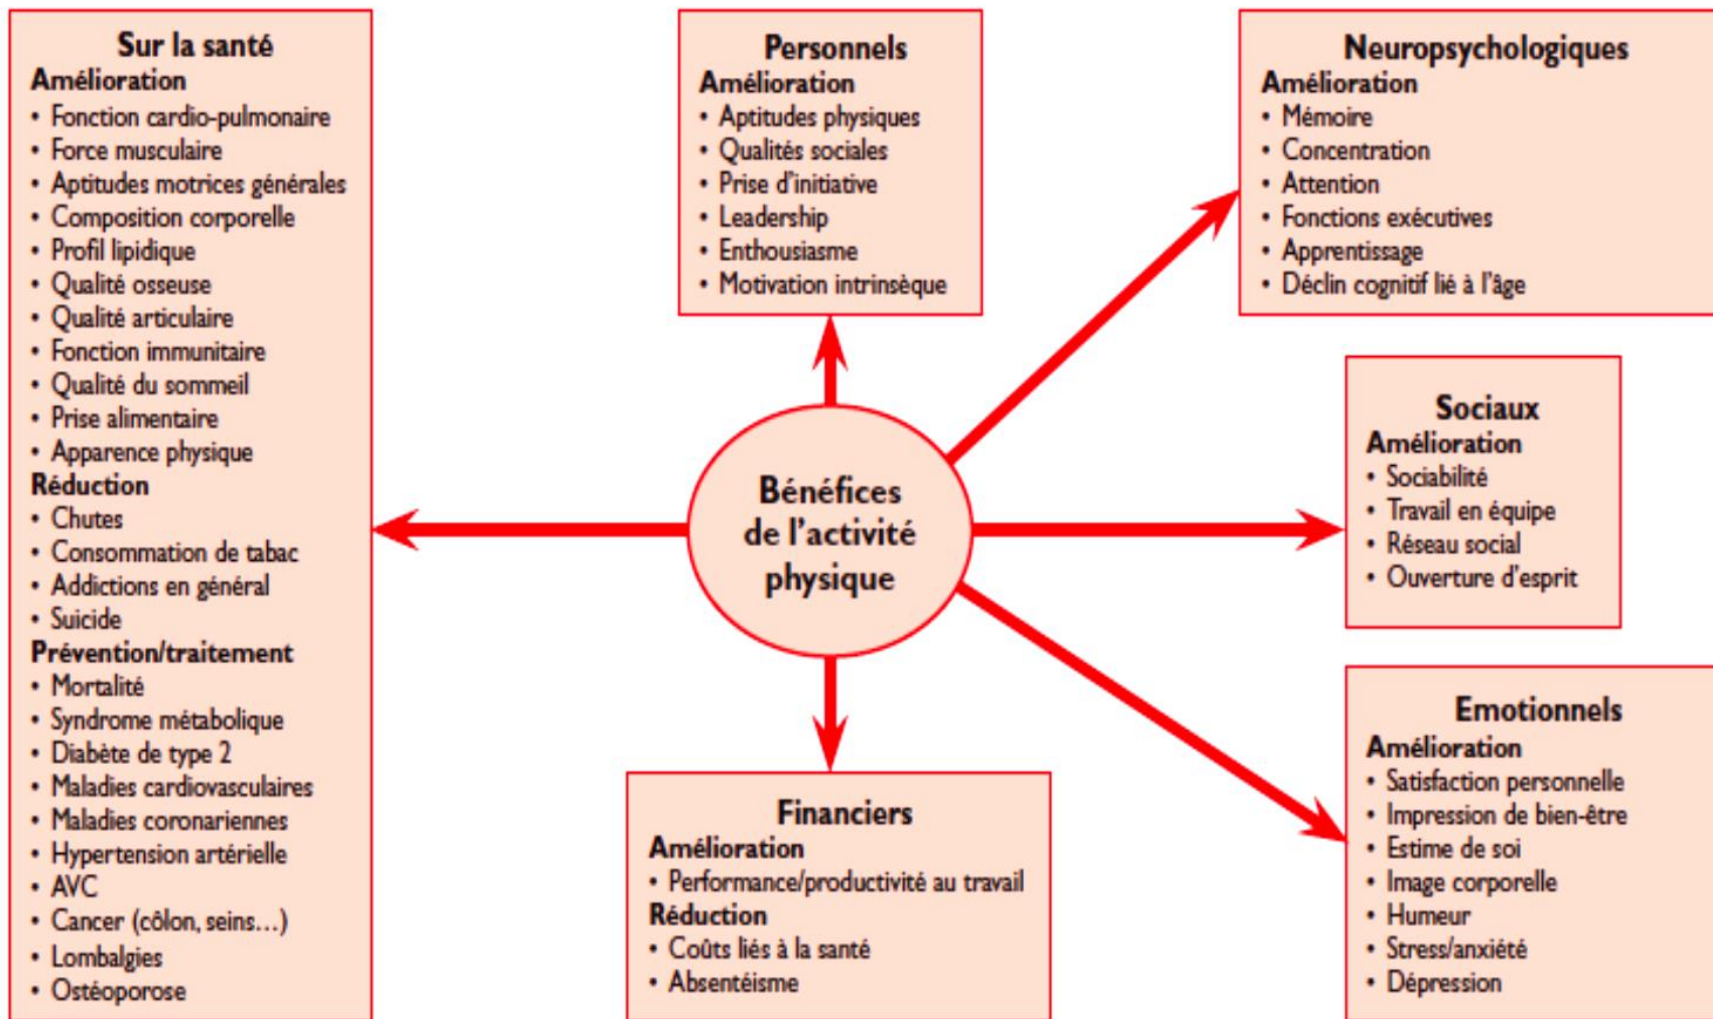 Sur la santé
Amélioration
• Fonction cardio-pulmonaire
• Force musculaire
• Aptitudes motrices générales
• Composition corporelle
• Profil lipidique
• Qualité osseuse
• Qualité articulaire
• Fonction immunitaire
• Qualité du sommeil
• Prise alimentaire
• Apparence physique
Réduction
• Chutes
• Consommation de tabac
• Addictions en général
• Suicide
Prévention/traitement
• Mortalité
• Syndrome métabolique
• Diabète de type 2
• Maladies cardiovasculaires
• Maladies coronariennes
• Hypertension artérielle
• AVC
• Cancer (côlon, seins…)
• Lombalgies
• Ostéoporose
Personnels
Amélioration
• Aptitudes physiques
• Qualités sociales
• Prise d'initiative
• Leadership
• Enthousiasme
• Motivation intrinsèque
Neuropsychologiques
Amélioration
• Mémoire
• Concentration
• Attention
• Fonctions exécutives
• Apprentissage
• Déclin cognitif lié à l'âge
Bénéfices
de l'activité
physique
Sociaux
Amélioration
• Sociabilité
• Travail en équipe
• Réseau social
• Ouverture d'esprit
Financiers
Amélioration
• Performance/productivité au travail
Réduction
• Coûts liés à la santé
• Absentéisme
Emotionnels
Amélioration
• Satisfaction personnelle
• Impression de bien-être
• Estime de soi
• Image corporelle
• Humeur
• Stress/anxiété
• Dépression